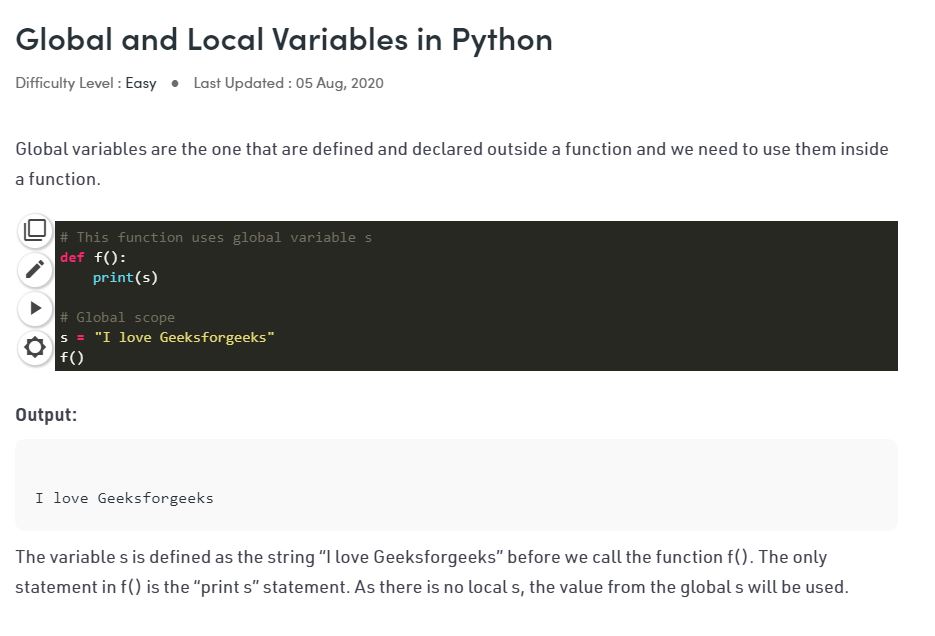 Global and Local Variables in Python
Difficulty Level : Easy ● Last Updated : 05 Aug, 2020
Global variables are the one that are defined and declared outside a function and we need to use them inside
a function.
# This function uses global variable s
def f():
    print(s)
# Global scope
s = "I love Geeksforgeeks"
f()
Output:
I love Geeksforgeeks
The variable s is defined as the string “I love Geeksforgeeks” before we call the function f(). The only
statement in f() is the “print s” statement. As there is no local s, the value from the global s will be used.